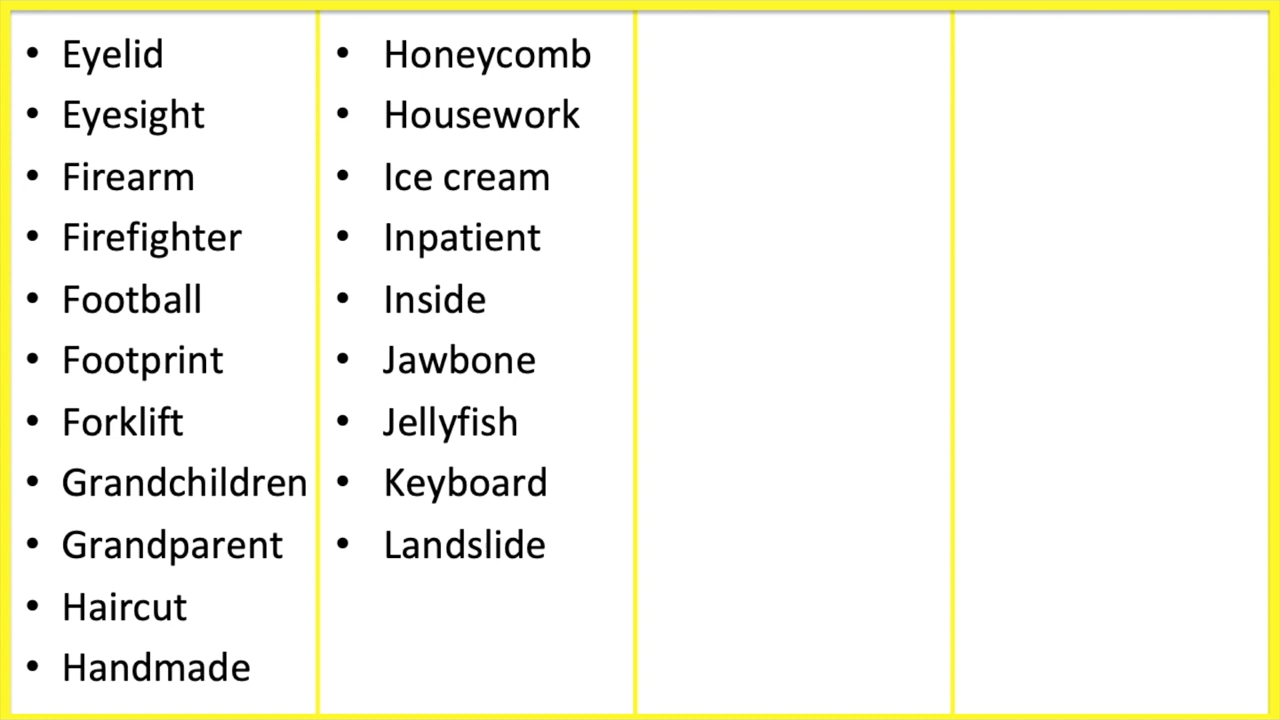 • Eyelid
• Eyesight
• Firearm
• Firefighter
• Football
• Footprint
• Forklift
• Grandchildren
• Grandparent
• Haircut
• Handmade
• Honeycomb
• Housework
• Ice cream
• Inpatient
• Inside
• Jawbone
• Jellyfish
• Keyboard
• Landslide